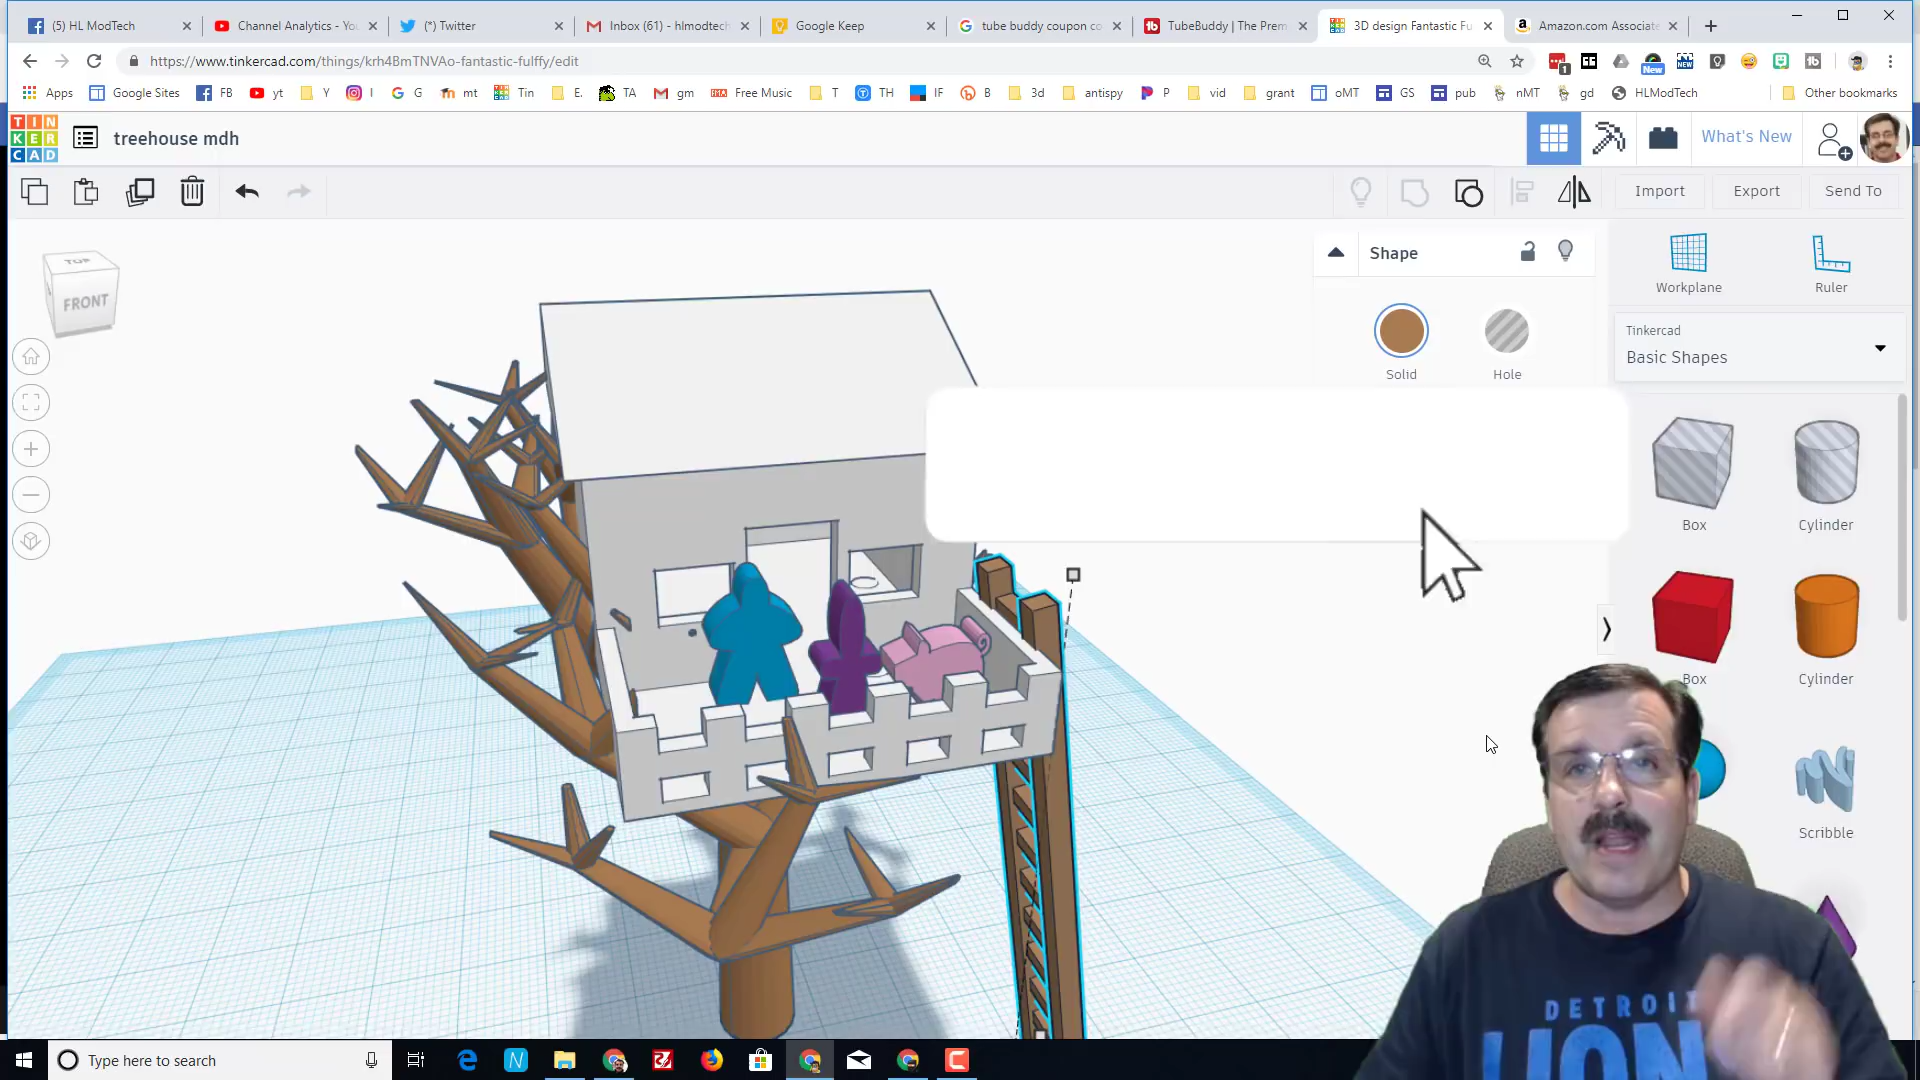 (5) HL ModTech
Channel Analytics - You
(*) Twitter
Inbox (61) - hlmodtech
Google Keep
tube buddy coupon co
TubeBuddy | The Prem
3D design Fantastic Fu
Amazon.com Associate
https://www.tinkercad.com/things/krh4BmTNVAo-fantastic-fulffy/edit
Apps
Google Sites
FB
yt
Y
I
G
mt
Tin
E.
TA
gm
Free Music
T
TH
IF
B
3d
antispy
P
vid
grant
oMT
GS
pub
nMT
gd
HLModTech
Other bookmarks
TIN
KER
CAD
treehouse mdh
What's New
Import
Export
Send To
TOP
FRONT
Shape
Solid
Hole
Workplane
Ruler
Tinkercad
Basic Shapes
Box
Cylinder
Box
Cylinder
Scribble
DETROIT
LION
Type here to search